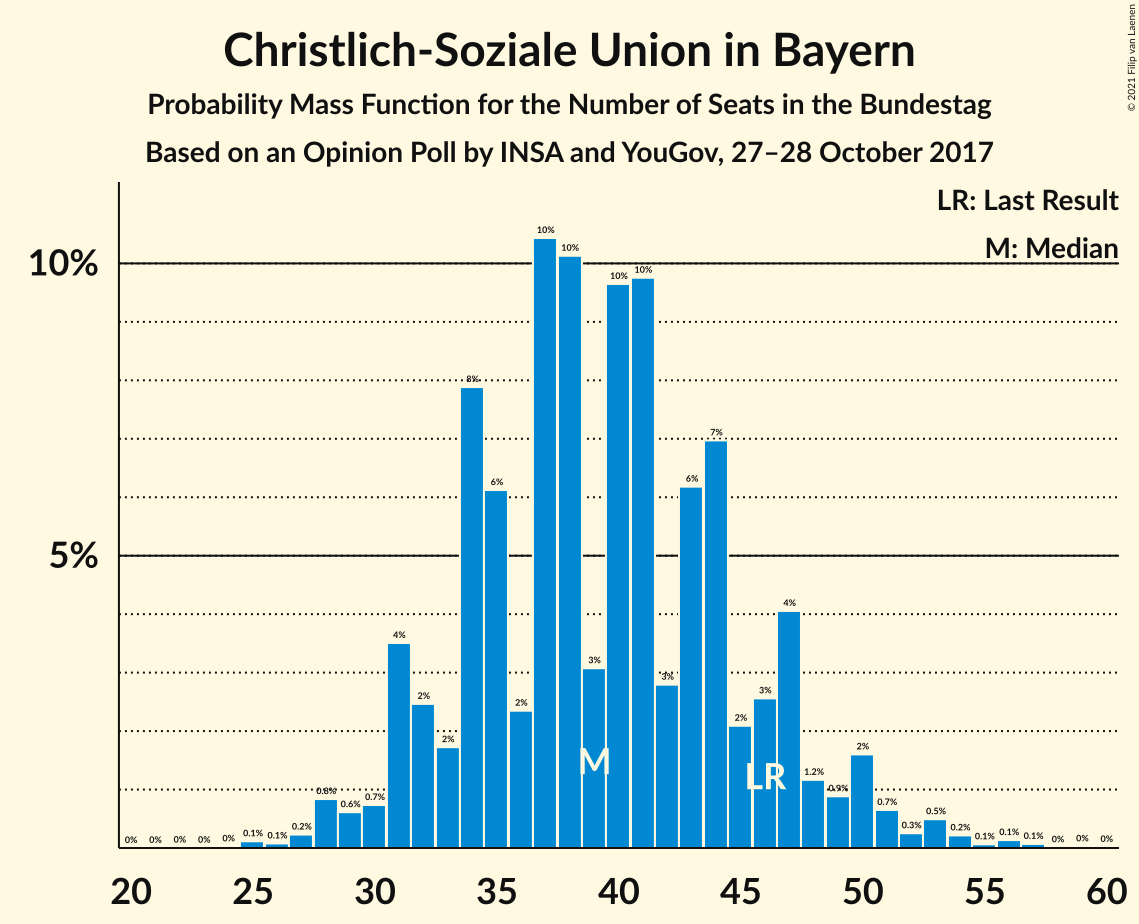 Christlich-Soziale Union in Bayern
Probability Mass Function for the Number of Seats in the Bundestag
Based on an Opinion Poll by INSA and YouGov, 27–28 October 2017
© 2021 Filip van Laenen
LR: Last Result
M: Median
10%
5%
0% 0% 0% 0% 0% 0.1% 0.1% 0.2% 0.8% 0.6% 0.7% 4% 2% 2% 8% 6% 2% 10% 10% 3% 10% 10% 3% 6% 7% 2% 3% 4% 1.2% 0.9% 2% 0.7% 0.3% 0.5% 0.2% 0.1% 0.1% 0.1% 0% 0% 0%
M LR
20 25 30 35 40 45 50 55 60